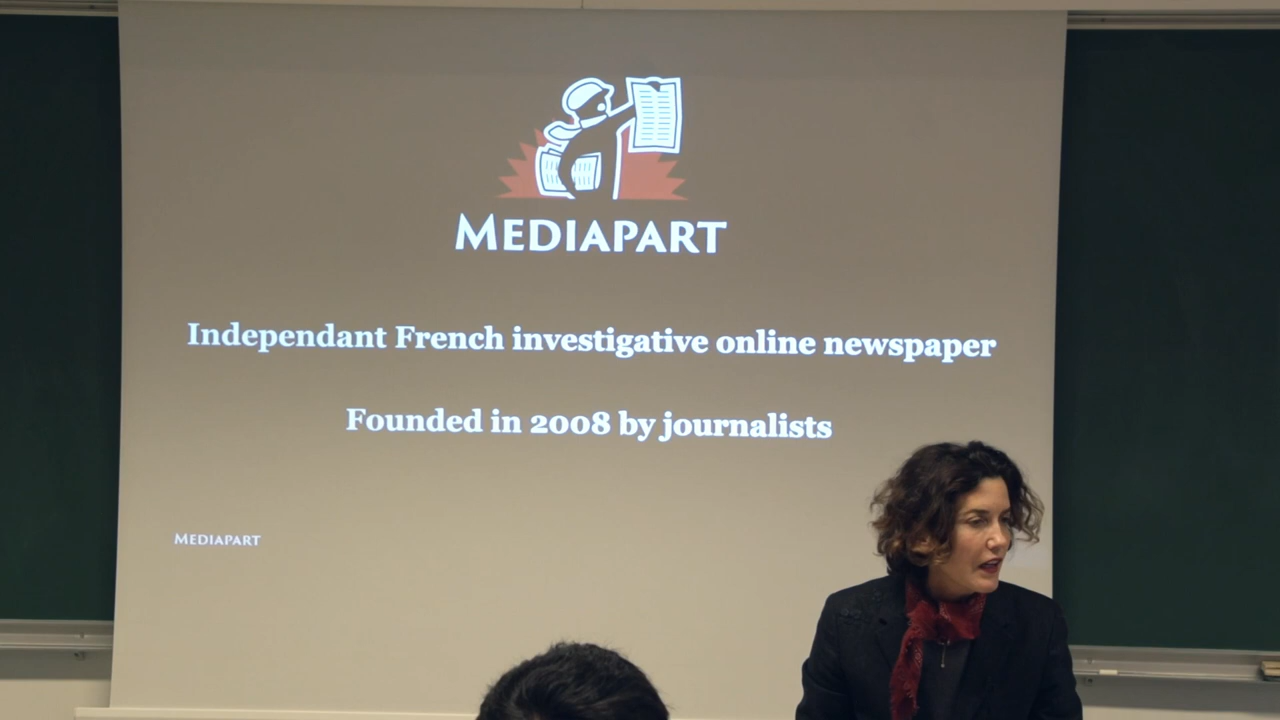 MEDIAPART
Independant French investigative online newspaper
Founded in 2008 by journalists
MEDIAPART